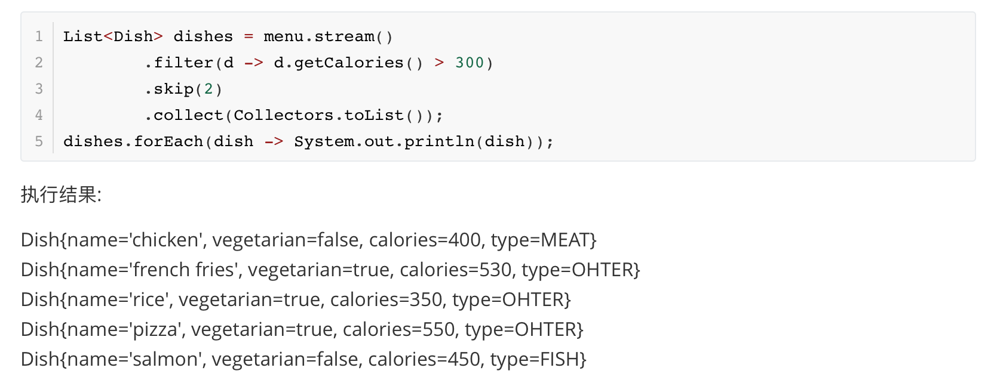 1 List<Dish> dishes = menu.stream()
2 .filter(d -> d.getCalories() > 300)
3 .skip(2)
4 .collect(Collectors.toList());
5 dishes.forEach(dish -> System.out.println(dish));
执行结果:
Dish{name='chicken', vegetarian=false, calories=400, type=MEAT}
Dish{name='french fries', vegetarian=true, calories=530, type=OHTER}
Dish{name='rice', vegetarian=true, calories=350, type=OHTER}
Dish{name='pizza', vegetarian=true, calories=550, type=OHTER}
Dish{name='salmon', vegetarian=false, calories=450, type=FISH}